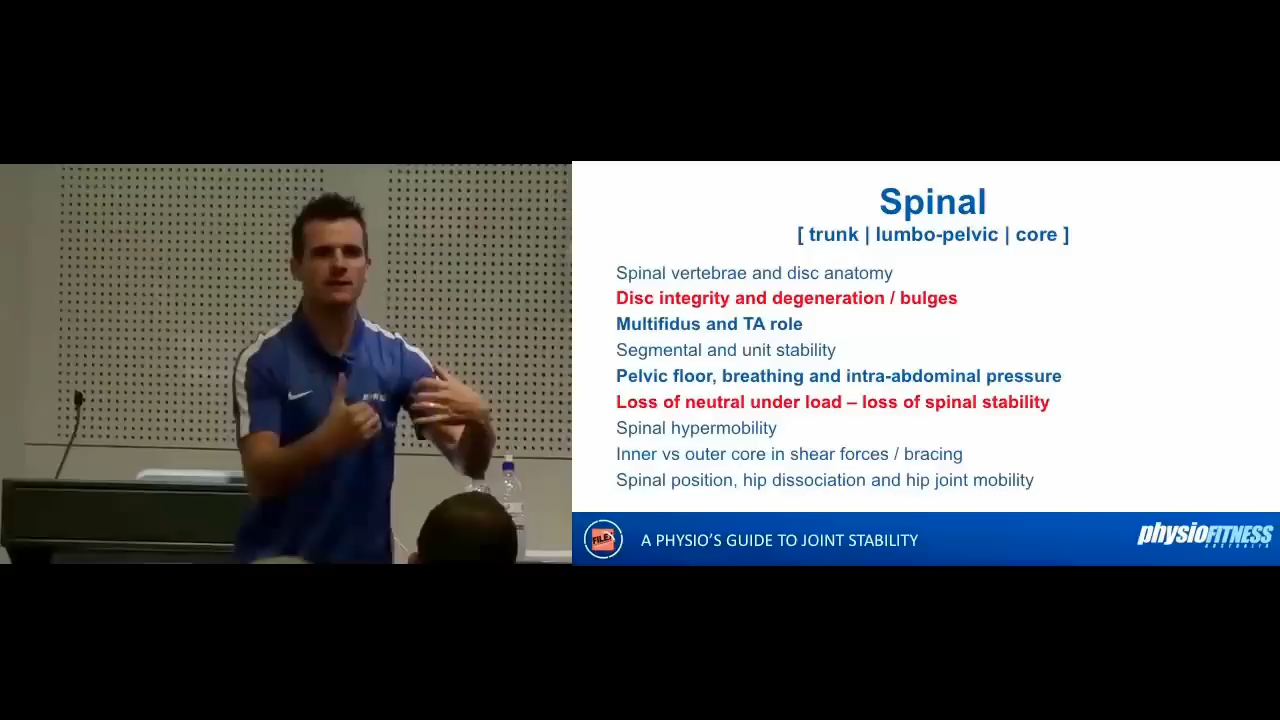 Spinal
[ trunk | lumbo-pelvic | core ]
Spinal vertebrae and disc anatomy
Disc integrity and degeneration / bulges
Multifidus and TA role
Segmental and unit stability
Pelvic floor, breathing and intra-abdominal pressure
Loss of neutral under load – loss of spinal stability
Spinal hypermobility
Inner vs outer core in shear forces / bracing
Spinal position, hip dissociation and hip joint mobility
FILEX
A PHYSIO'S GUIDE TO JOINT STABILITY
physioFITNESS
AUSTRALIA